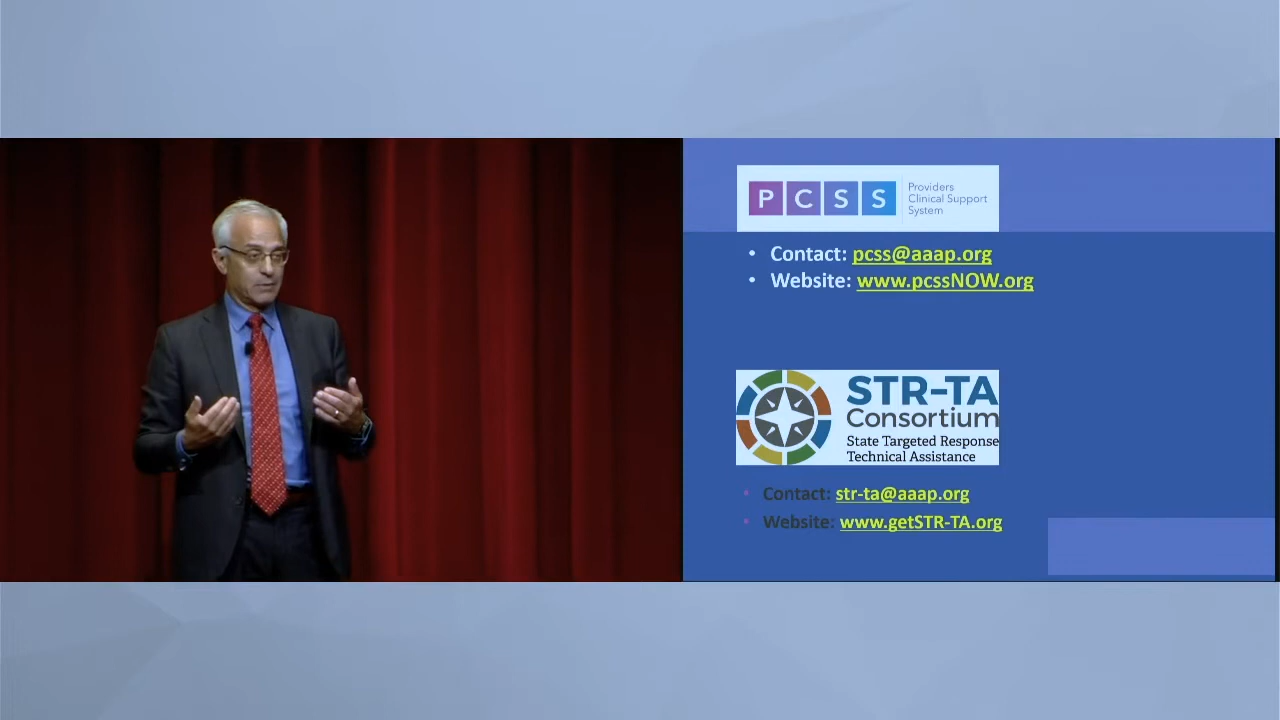 P C S S
Providers
Clinical Support
System
• Contact: pcss@aaap.org
• Website: www.pcssNOW.org
STR-TA
Consortium
State Targeted Response
Technical Assistance
• Contact: str-ta@aaap.org
• Website: www.getSTR-TA.org